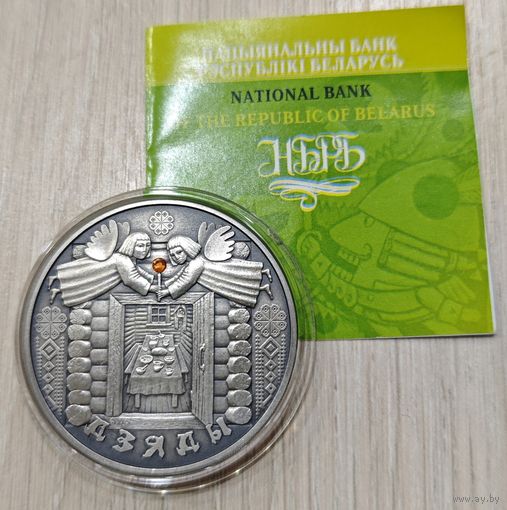 НАЦЫЯНАЛЬНЫ БАНК
РЭСПУБЛІКІ БЕЛАРУСЬ
NATIONAL BANK
OF THE REPUBLIC OF BELARUS
НБРБ
ДЗЯДЫ
www.ay.by